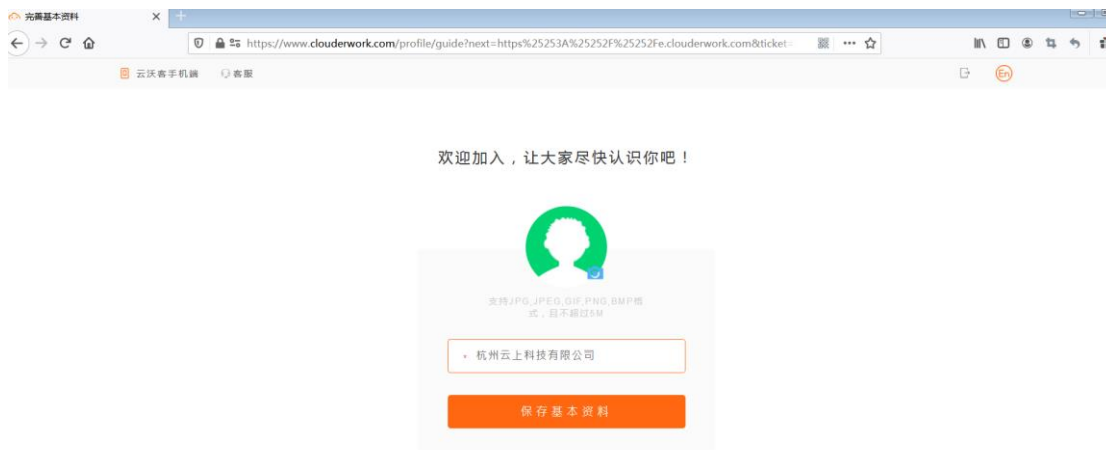 完善基本资料
https://www.clouderwork.com/profile/guide?next=https%25253A%25252F%25252Fe.clouderwork.com&ticket=
云沃客手机端 客服
En
欢迎加入，让大家尽快认识你吧！
支持JPG,JPEG,GIF,PNG,BMP格
式，且不超过6M
* 杭州云上科技有限公司
保存基本资料